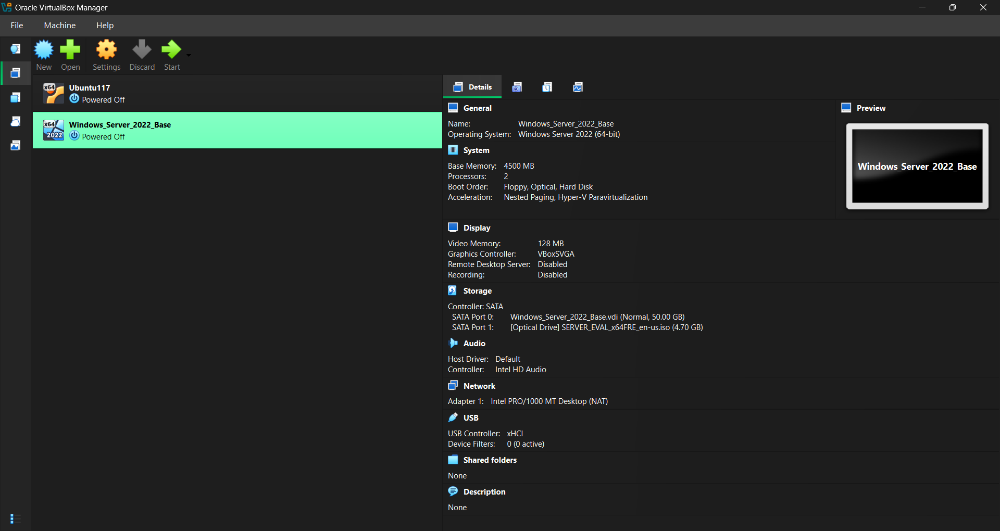 Oracle VirtualBox Manager
File Machine Help
New Open Settings Discard Start
x64
Ubuntu117
Powered Off
x64
2022
Windows_Server_2022_Base
Powered Off
Details
General
Name: Windows_Server_2022_Base
Operating System: Windows Server 2022 (64-bit)
Preview
Windows_Server_2022_Base
System
Base Memory: 4500 MB
Processors: 2
Boot Order: Floppy, Optical, Hard Disk
Acceleration: Nested Paging, Hyper-V Paravirtualization
Display
Video Memory: 128 MB
Graphics Controller: VBoxSVGA
Remote Desktop Server: Disabled
Recording: Disabled
Storage
Controller: SATA
SATA Port 0: Windows_Server_2022_Base.vdi (Normal, 50.00 GB)
SATA Port 1: [Optical Drive] SERVER_EVAL_x64FRE_en-us.iso (4.70 GB)
Audio
Host Driver: Default
Controller: Intel HD Audio
Network
Adapter 1: Intel PRO/1000 MT Desktop (NAT)
USB
USB Controller: xHCI
Device Filters: 0 (0 active)
Shared folders
None
Description
None